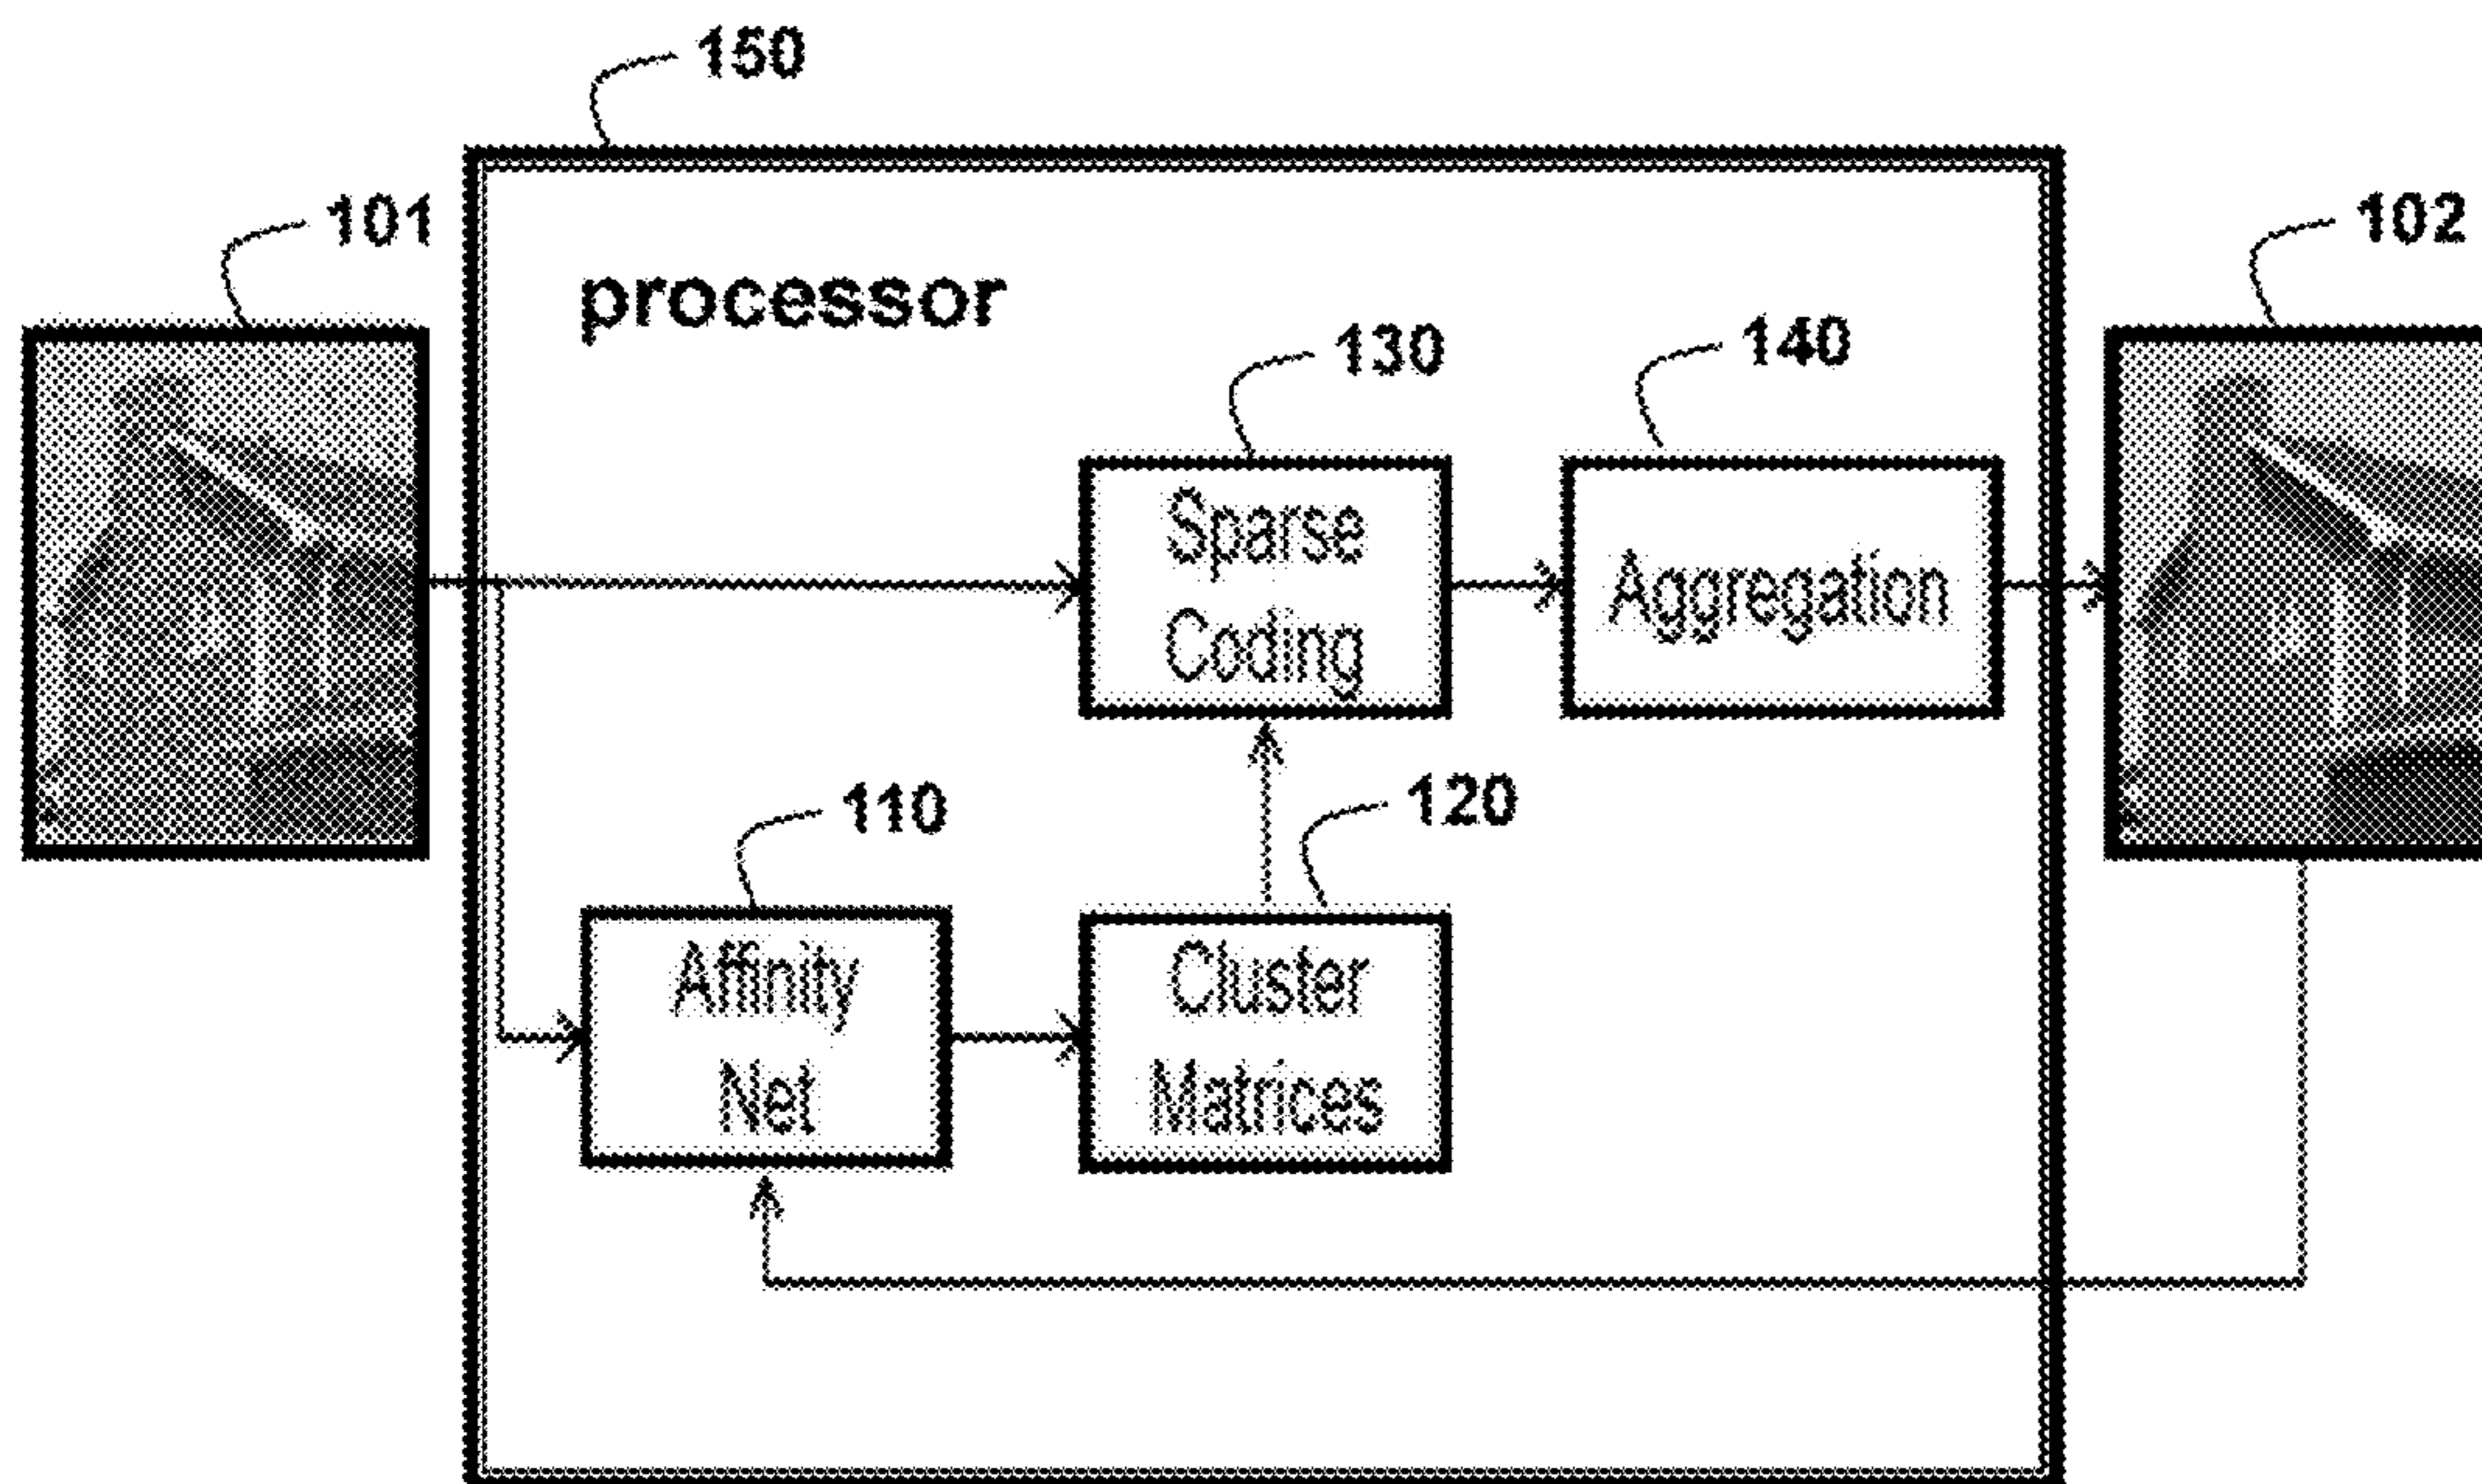 150
101
102
processor
130
140
Sparse
Coding
Aggregation
110
120
Affinity
Net
Cluster
Matrices